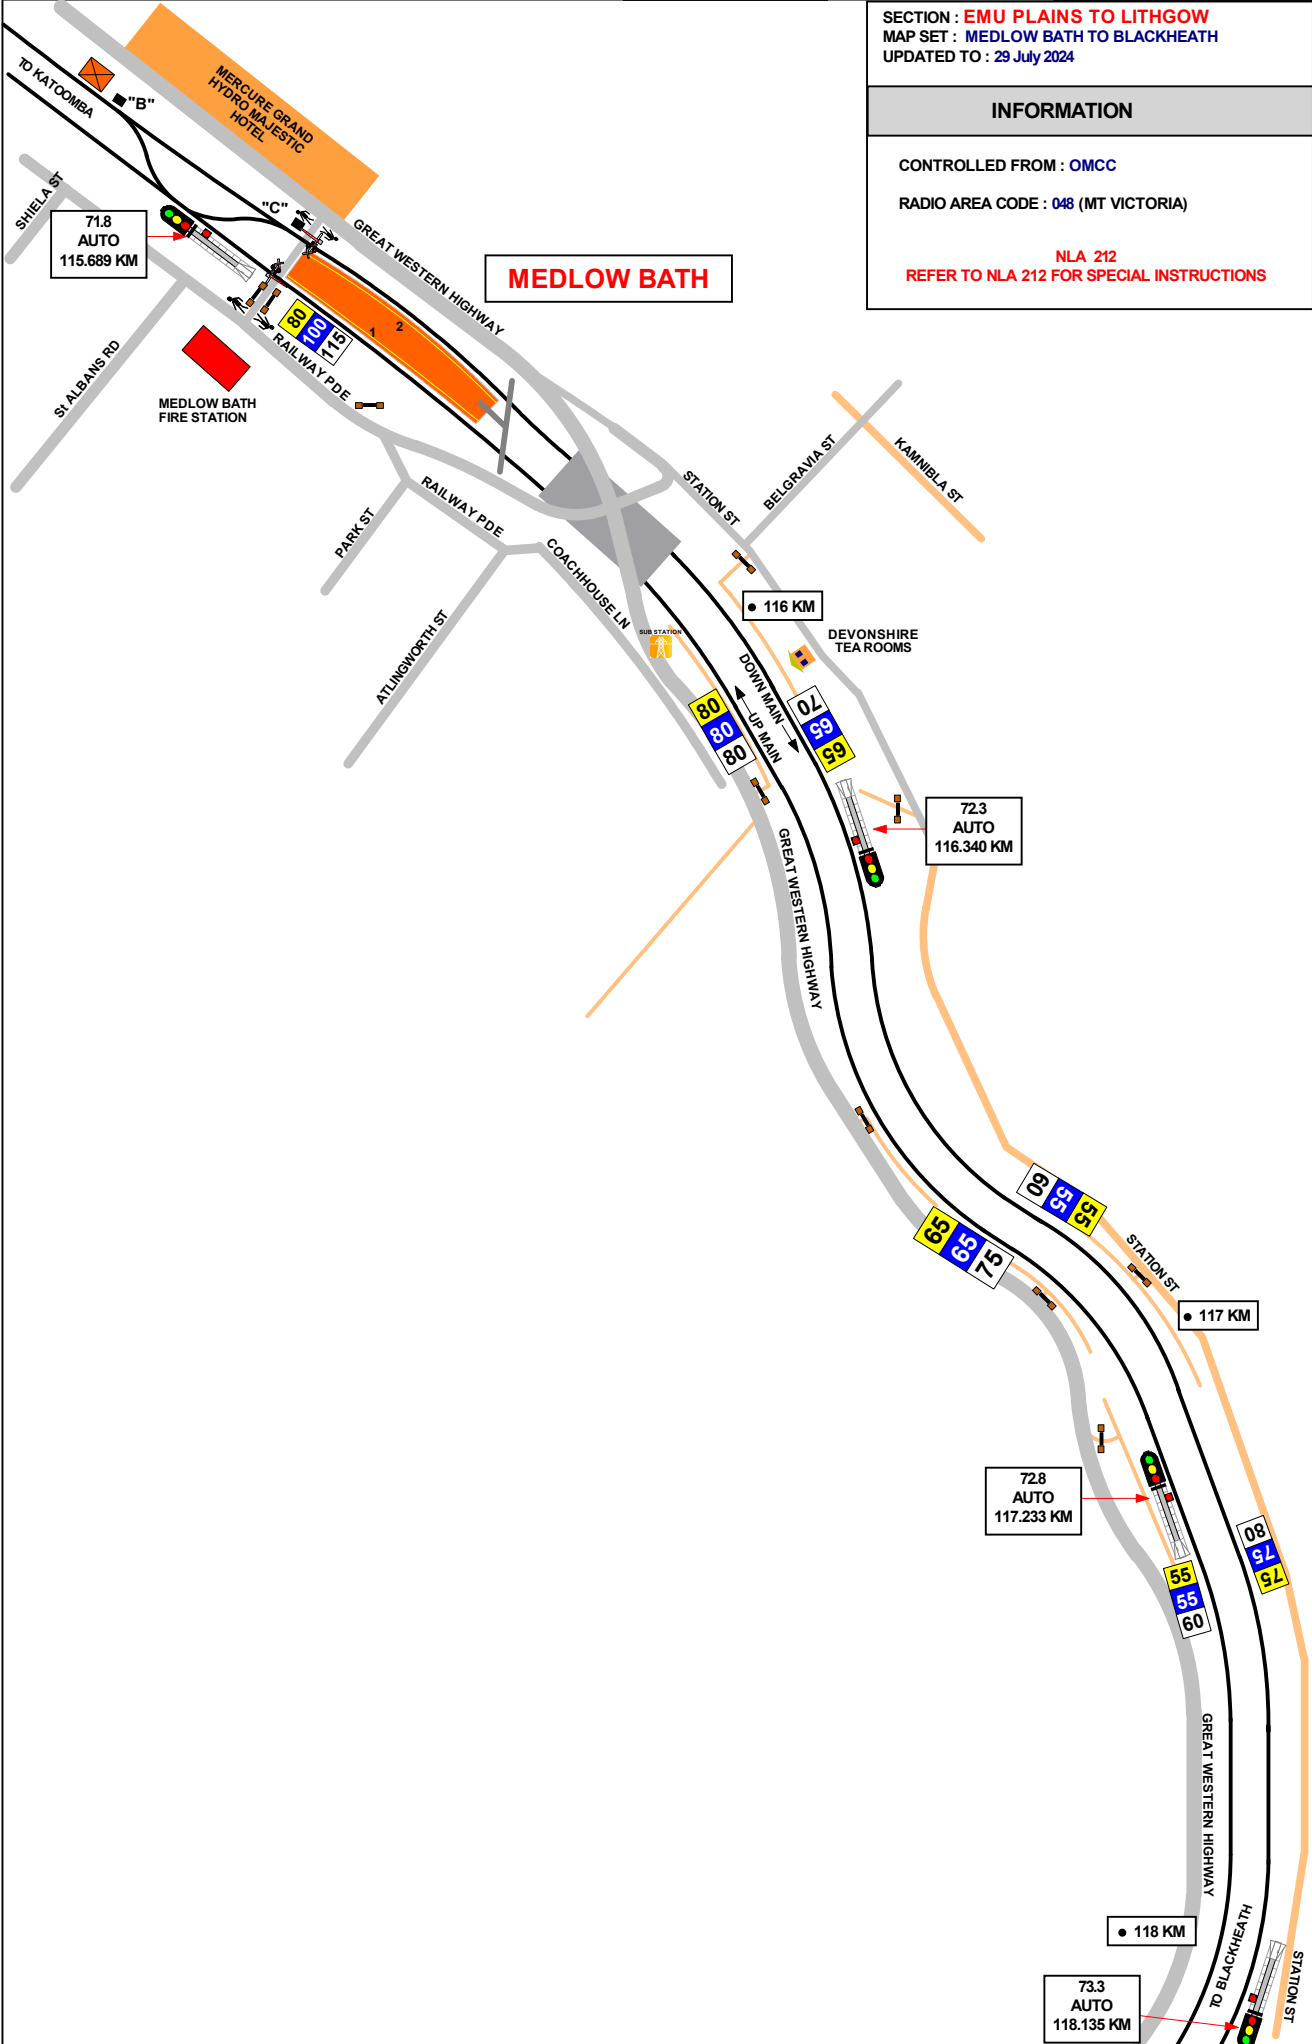 SECTION : EMU PLAINS TO LITHGOW
MAP SET : MEDLOW BATH TO BLACKHEATH
UPDATED TO : 29 July 2024
INFORMATION
CONTROLLED FROM : OMCC
RADIO AREA CODE : 048 (MT VICTORIA)
NLA 212
REFER TO NLA 212 FOR SPECIAL INSTRUCTIONS
TO KATOOMBA
"B"
MERCURE GRAND
HYDRO MAJESTIC
HOTEL
SHIELA ST
"C"
71.8
AUTO
115.689 KM
GREAT WESTERN HIGHWAY
MEDLOW BATH
80
100
115
1
2
RAILWAY PDE
St ALBANS RD
MEDLOW BATH
FIRE STATION
KAMNIBLA ST
BELGRAVIA ST
STATION ST
RAILWAY PDE
PARK ST
COACHHOUSE LN
ATLINGWORTH ST
116 KM
SUB STATION
DEVONSHIRE
TEA ROOMS
DOWN MAIN
UP MAIN
80
80
80
70
65
65
72.3
AUTO
116.340 KM
GREAT WESTERN HIGHWAY
60
55
55
65
65
75
STATION ST
117 KM
72.8
AUTO
117.233 KM
80
75
75
55
55
60
GREAT WESTERN HIGHWAY
118 KM
TO BLACKHEATH
STATION ST
73.3
AUTO
118.135 KM